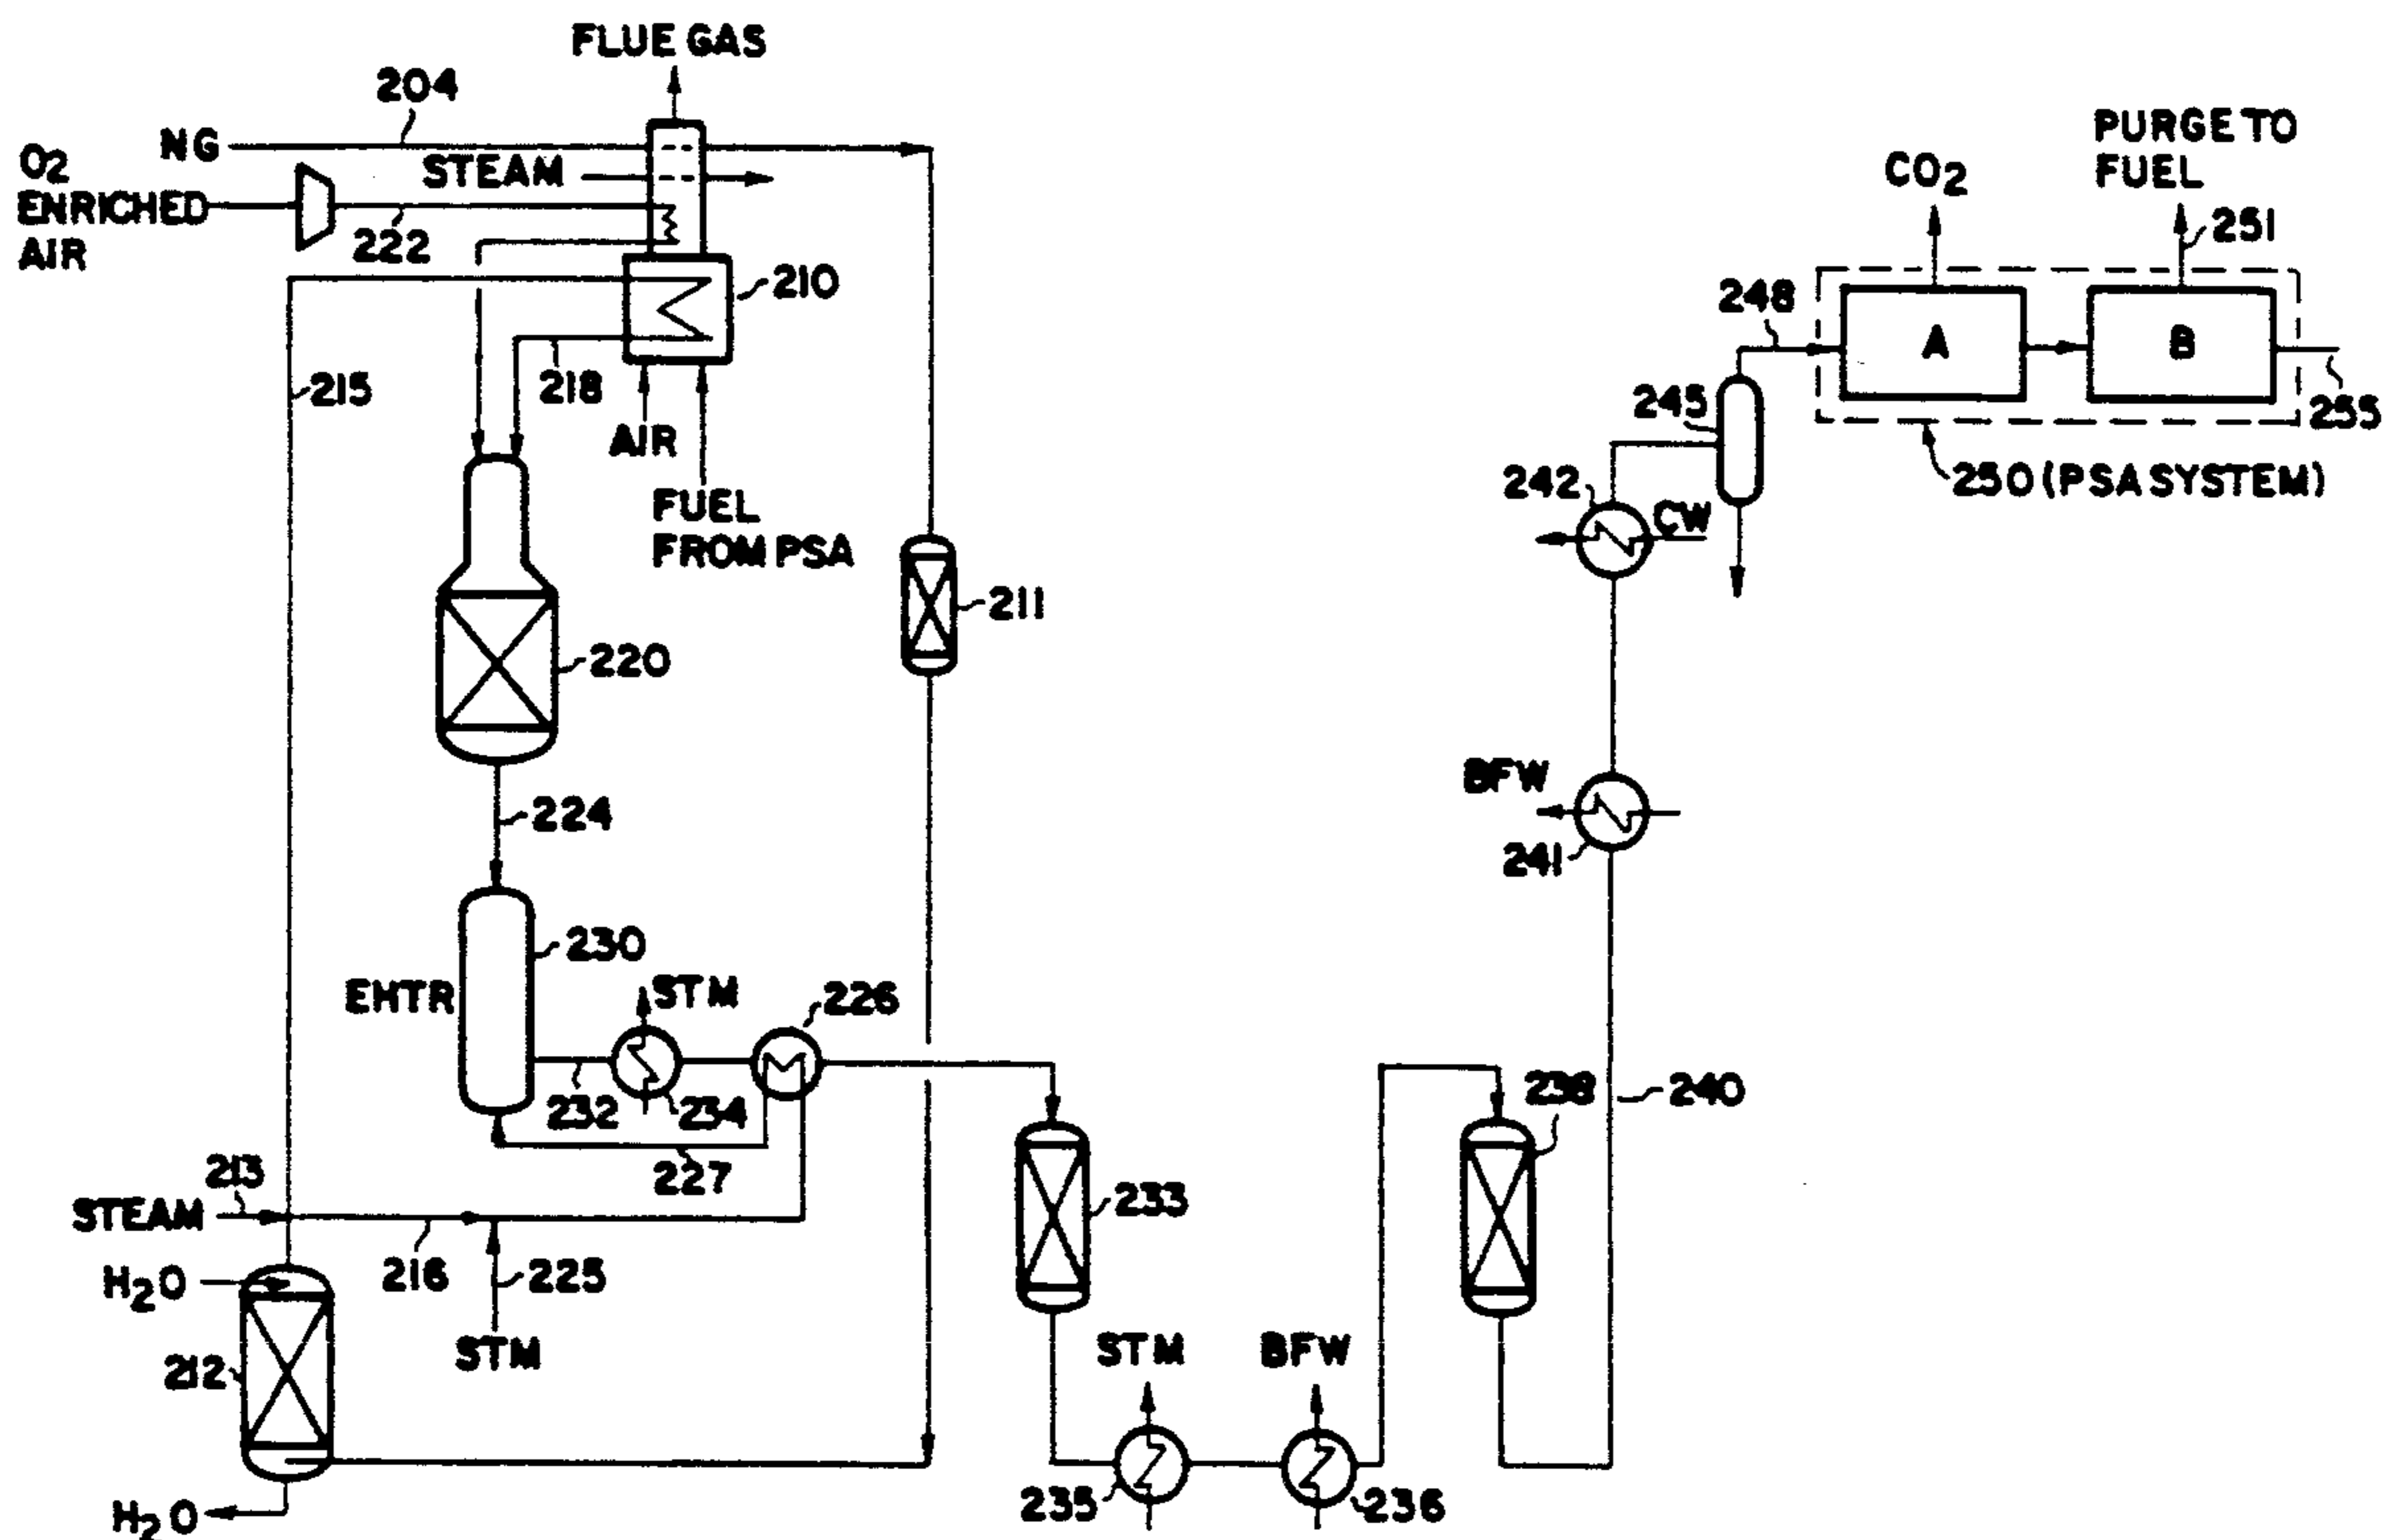 FLUE GAS
204
NG
STEAM
O2
ENRICHED
AIR
222
210
215
218
AIR
FUEL
FROM PSA
211
220
224
230
EHTR
STM
226
232
234
227
213
STEAM
216
225
STM
H2O
212
H2O
233
STM
BFW
235
236
238
240
BFW
241
242
CW
245
248
CO2
PURGE TO
FUEL
251
A
B
255
250 (PSA SYSTEM)